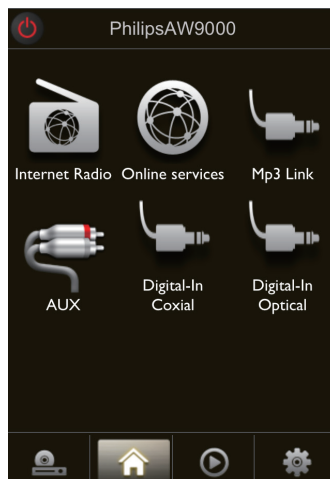 PhilipsAW9000
Internet Radio Online services Mp3 Link
AUX
Digital-In
Coxial
Digital-In
Optical